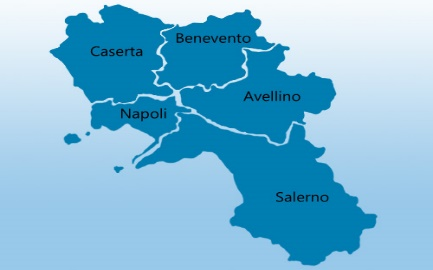 Benevento
Caserta
Avellino
Napoli
Salerno